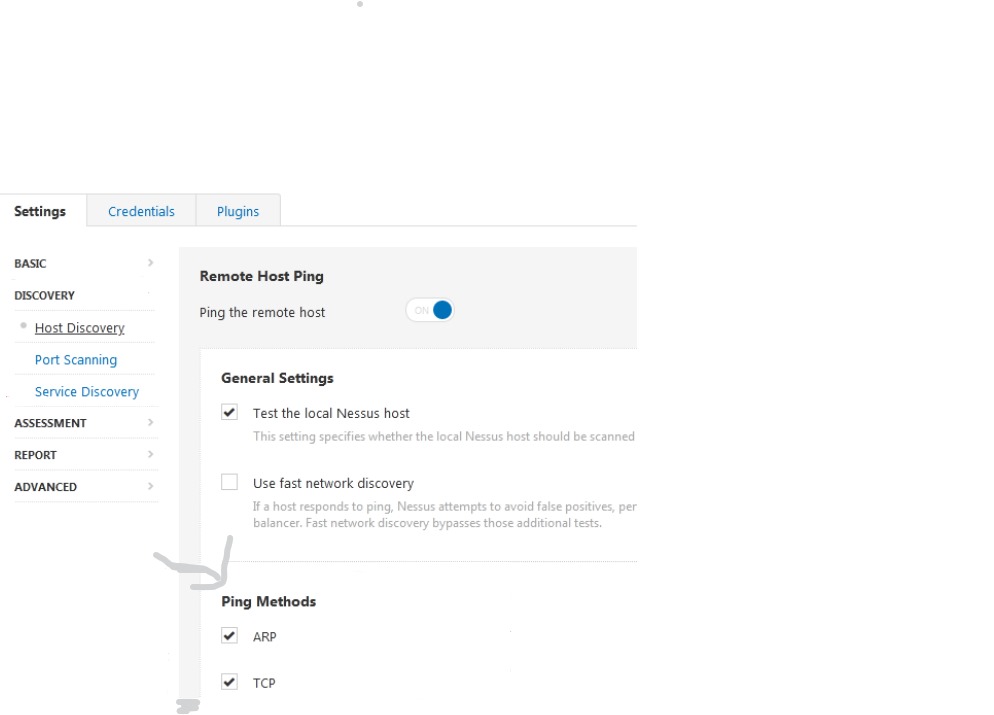 Settings
Credentials
Plugins
BASIC
DISCOVERY
Host Discovery
Port Scanning
Service Discovery
ASSESSMENT
REPORT
ADVANCED
Remote Host Ping
Ping the remote host
ON
General Settings
Test the local Nessus host
This setting specifies whether the local Nessus host should be scanned
Use fast network discovery
If a host responds to ping, Nessus attempts to avoid false positives, per
balancer. Fast network discovery bypasses those additional tests.
Ping Methods
ARP
TCP